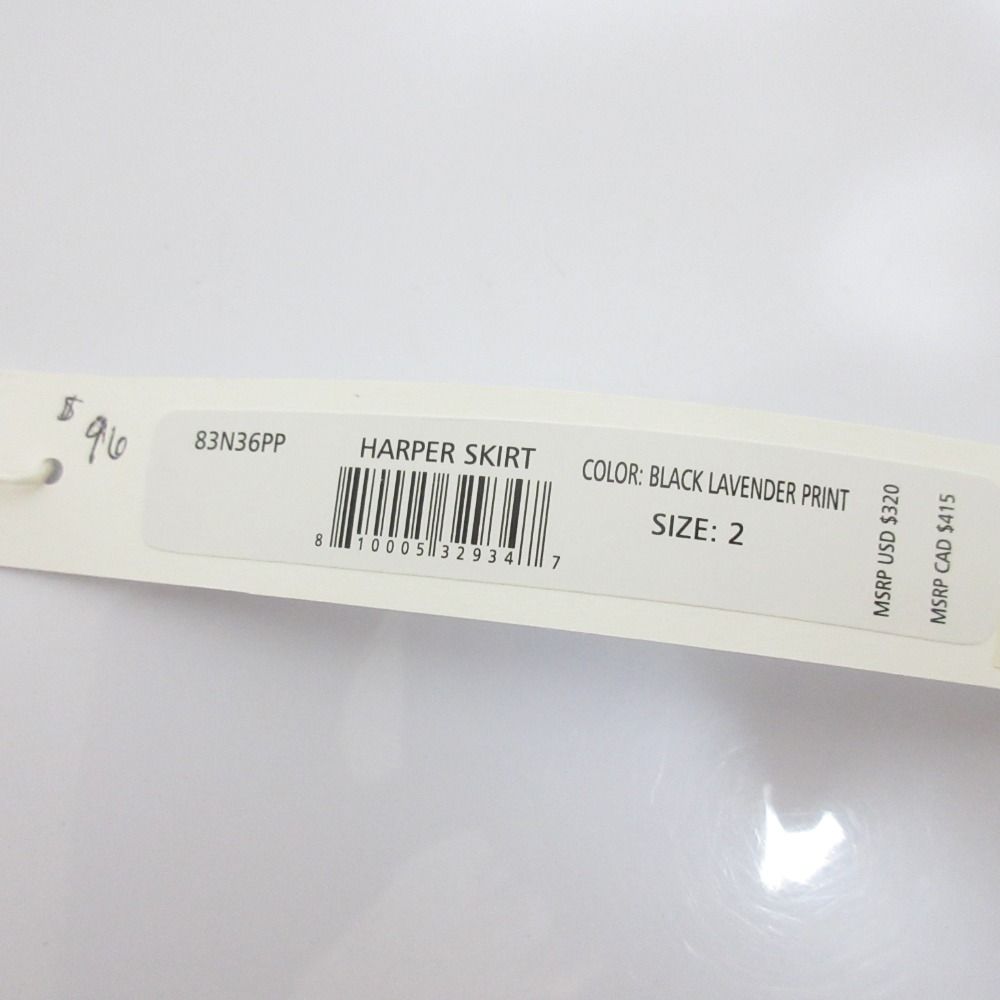 $96
83N36PP
HARPER SKIRT
8 10005 32934 7
COLOR: BLACK LAVENDER PRINT
SIZE: 2
MSRP USD $320
MSRP CAD $415